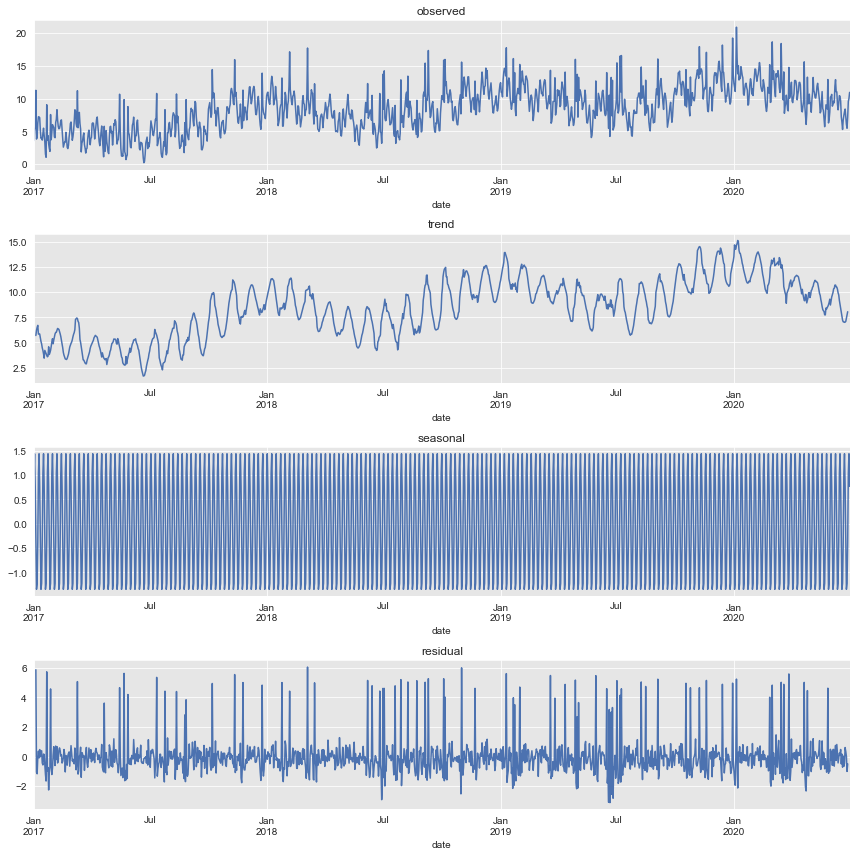 observed
20
15
10
5
0
Jan Jul Jan Jul Jan Jul Jan
2017 2018 2019 2020
date
trend
15.0
12.5
10.0
7.5
5.0
2.5
Jan Jul Jan Jul Jan Jul Jan
2017 2018 2019 2020
date
seasonal
1.5
1.0
0.5
0.0
−0.5
−1.0
Jan Jul Jan Jul Jan Jul Jan
2017 2018 2019 2020
date
residual
6
4
2
0
−2
Jan Jul Jan Jul Jan Jul Jan
2017 2018 2019 2020
date